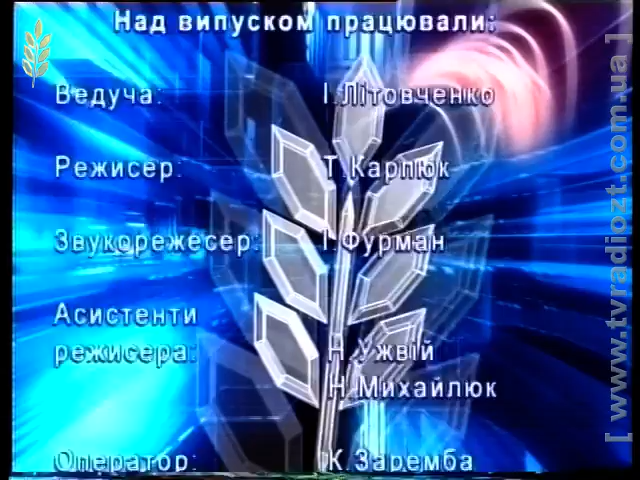 Над випуском працювали:
Ведуча: І.Літовченко
Режисер: Т.Карпюк
Звукорежесер: І.Фурман
Асистенти
режисера: Н.Ужвій
Н.Михайлюк
Оператор: К.Заремба
[ www.tvradiozt.com.ua ]